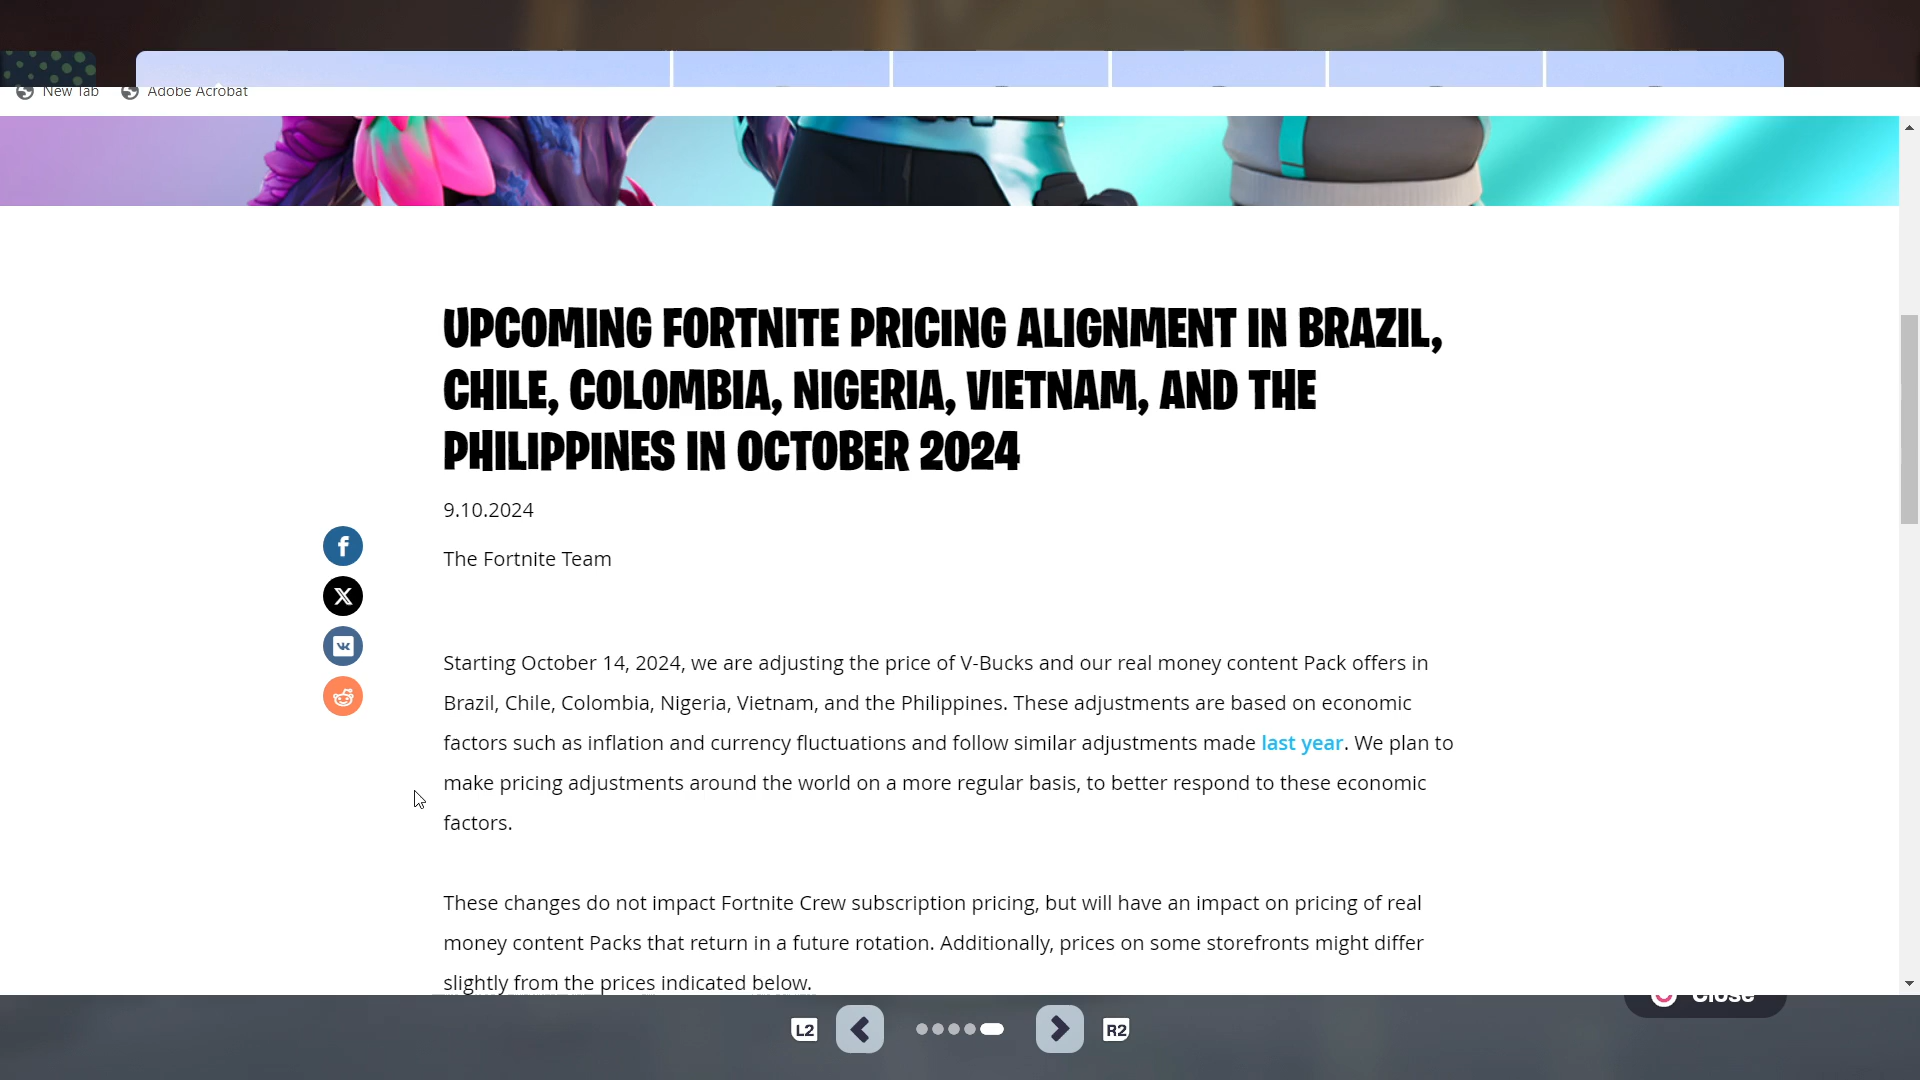 New Tab
Adobe Acrobat
UPCOMING FORTNITE PRICING ALIGNMENT IN BRAZIL,
CHILE, COLOMBIA, NIGERIA, VIETNAM, AND THE
PHILIPPINES IN OCTOBER 2024
9.10.2024
The Fortnite Team
Starting October 14, 2024, we are adjusting the price of V-Bucks and our real money content Pack offers in
Brazil, Chile, Colombia, Nigeria, Vietnam, and the Philippines. These adjustments are based on economic
factors such as inflation and currency fluctuations and follow similar adjustments made last year. We plan to
make pricing adjustments around the world on a more regular basis, to better respond to these economic
factors.
These changes do not impact Fortnite Crew subscription pricing, but will have an impact on pricing of real
money content Packs that return in a future rotation. Additionally, prices on some storefronts might differ
slightly from the prices indicated below.
Close
L2
R2